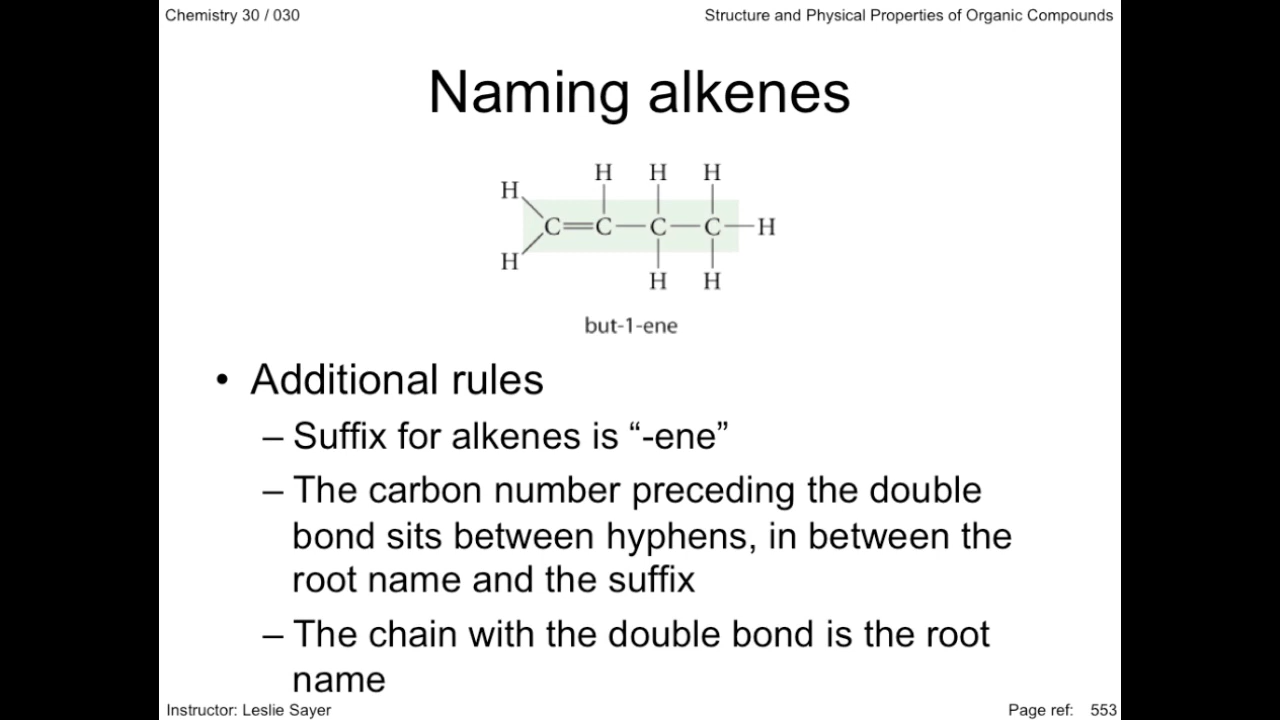 Chemistry 30 / 030
Structure and Physical Properties of Organic Compounds
Naming alkenes
H H H
H
C=C—C—C—H
H
H H
but-1-ene
• Additional rules
– Suffix for alkenes is “-ene”
– The carbon number preceding the double
bond sits between hyphens, in between the
root name and the suffix
– The chain with the double bond is the root
name
Instructor: Leslie Sayer
Page ref: 553